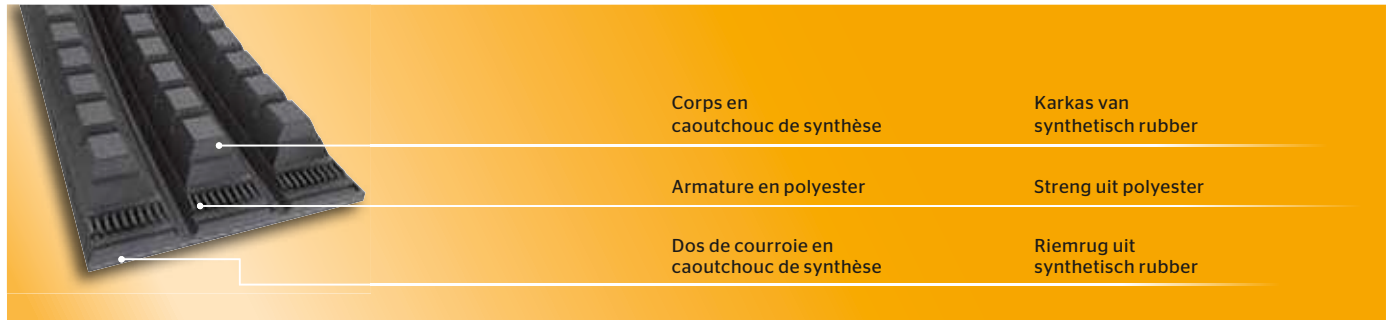 Corps en
caoutchouc de synthèse
Karkas van
synthetisch rubber
Armature en polyester
Streng uit polyester
Dos de courroie en
caoutchouc de synthèse
Riemrug uit
synthetisch rubber